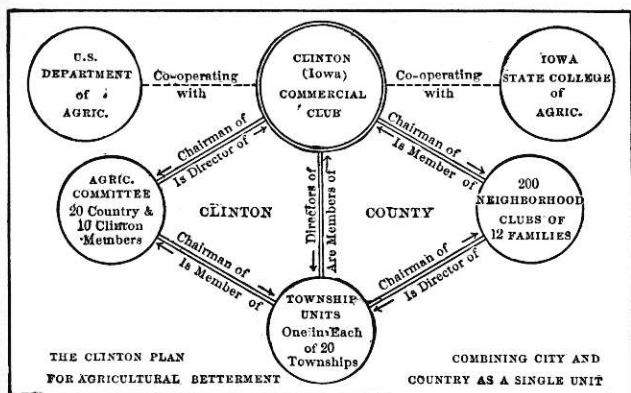 U.S.
DEPARTMENT
of
AGRIC.
Co-operating
with
CLINTON
(Iowa)
COMMERCIAL
CLUB
Co-operating
with
IOWA
STATE COLLEGE
of
AGRIC.
Chairman of
Is Director of
Chairman of
Is Member of
AGRIC.
COMMITTEE
20 Country &
10 Clinton
Members
CLINTON
Directors of
Are Members of
COUNTY
200
NEIGHBORHOOD
CLUBS OF
12 FAMILIES
Chairman of
Is Member of
Chairman of
Is Director of
TOWNSHIP
UNITS
One in Each
of 20
Townships
THE CLINTON PLAN
FOR AGRICULTURAL BETTERMENT
COMBINING CITY AND
COUNTRY AS A SINGLE UNIT